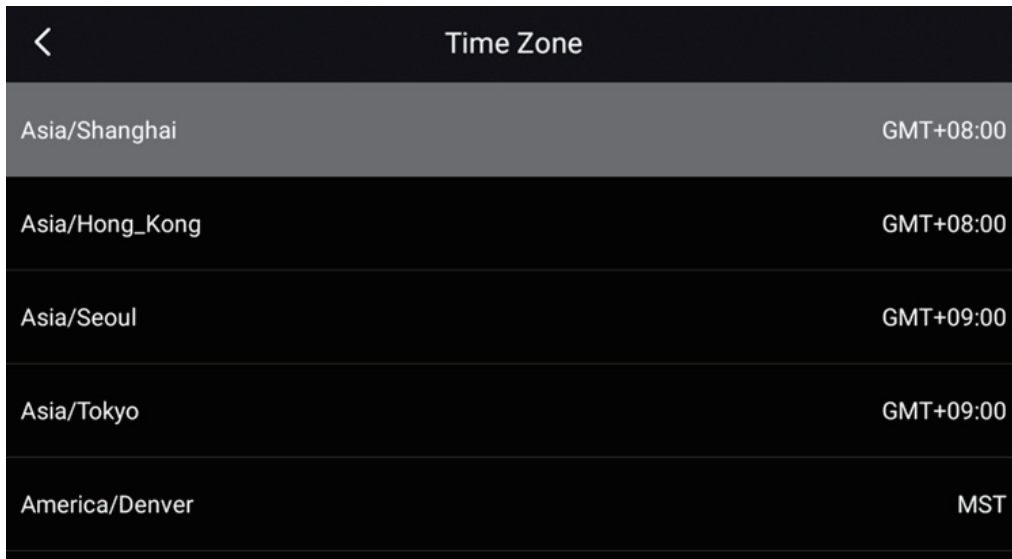 Time Zone
Asia/Shanghai GMT+08:00
Asia/Hong_Kong GMT+08:00
Asia/Seoul GMT+09:00
Asia/Tokyo GMT+09:00
America/Denver MST